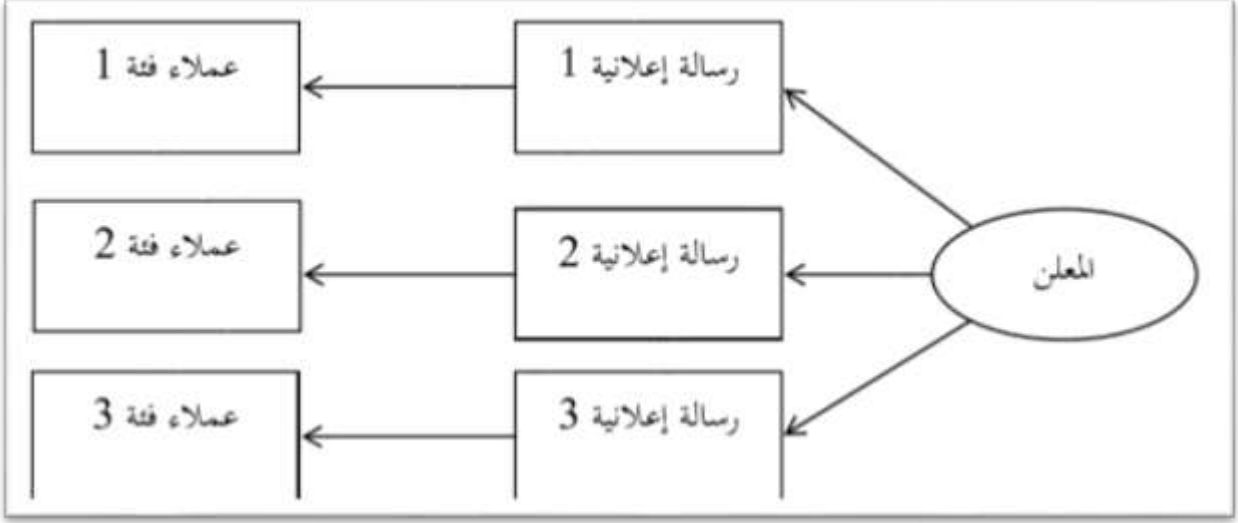 رسالة إعلانية 1
عملاء فئة 1
المعلن
رسالة إعلانية 2
عملاء فئة 2
رسالة إعلانية 3
عملاء فئة 3